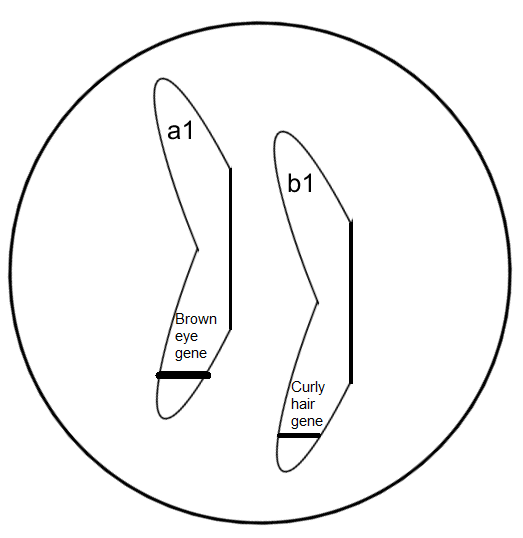 a1
b1
Brown
eye
gene
Curly
hair
gene